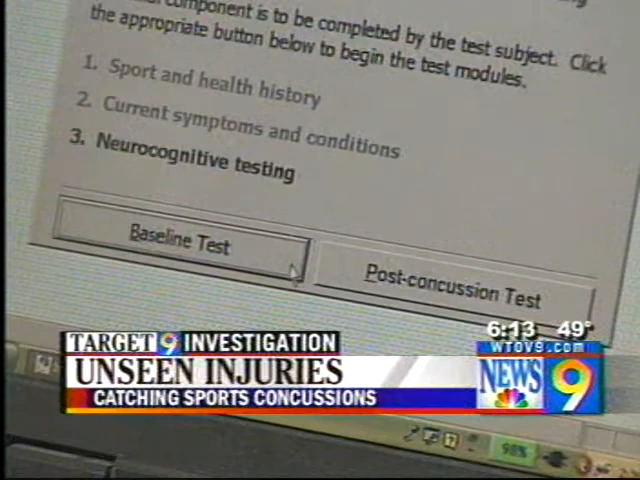 component is to be completed by the test subject. Click
the appropriate button below to begin the test modules.
1. Sport and health history
2. Current symptoms and conditions
3. Neurocognitive testing
Baseline Test
Post-concussion Test
6:13 49°
WTOV9.com
TARGET 9 INVESTIGATION
UNSEEN INJURIES
CATCHING SPORTS CONCUSSIONS
NEWS 9
98%